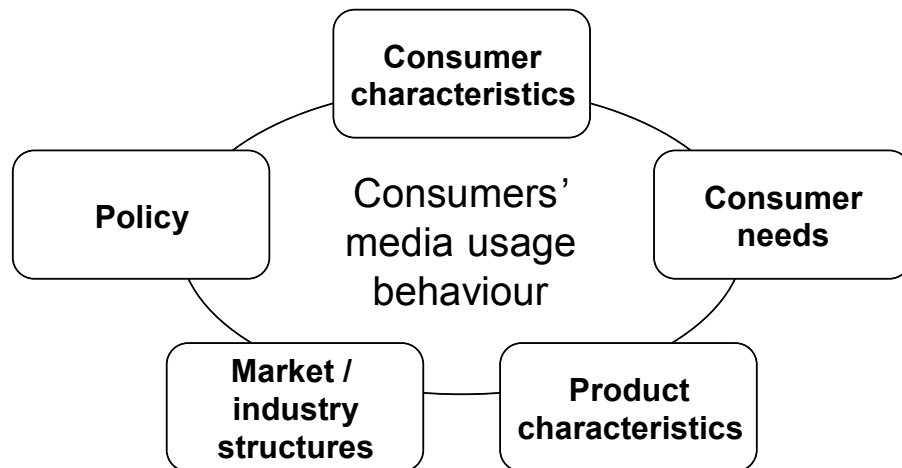 Consumer
characteristics
Policy
Consumers’
media usage
behaviour
Consumer
needs
Market /
industry
structures
Product
characteristics